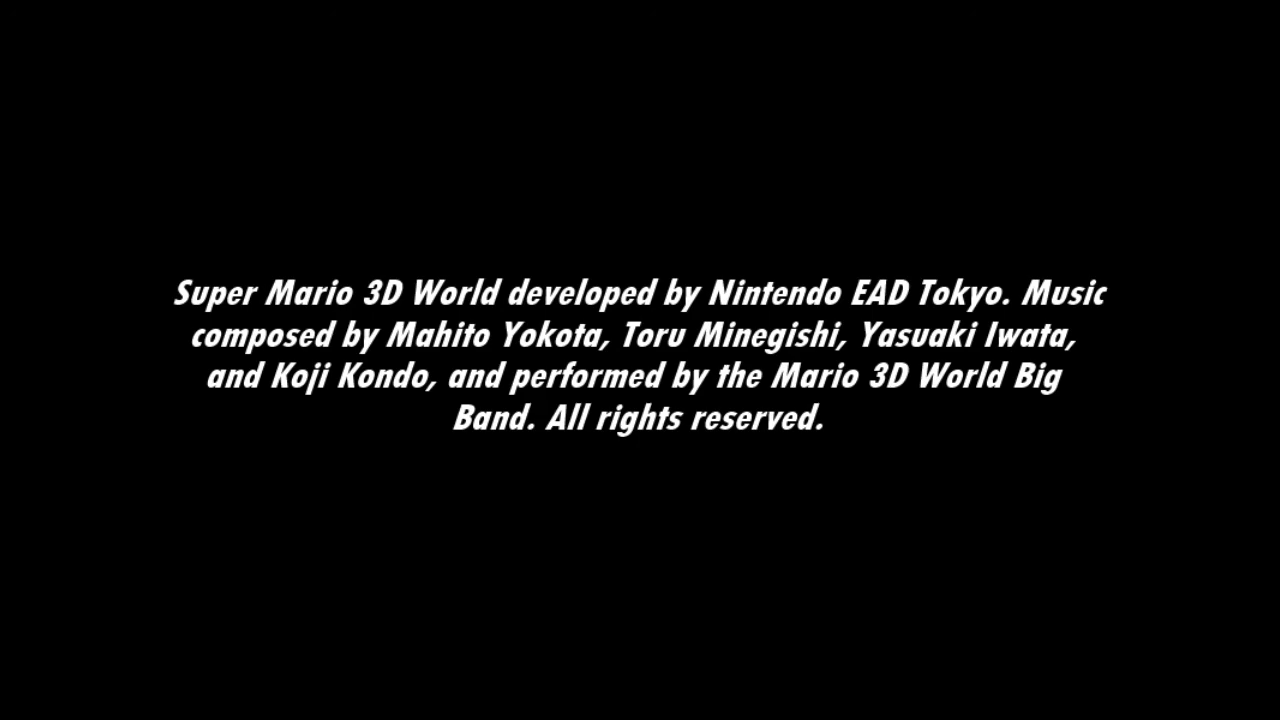 Super Mario 3D World developed by Nintendo EAD Tokyo. Music
composed by Mahito Yokota, Toru Minegishi, Yasuaki Iwata,
and Koji Kondo, and performed by the Mario 3D World Big
Band. All rights reserved.